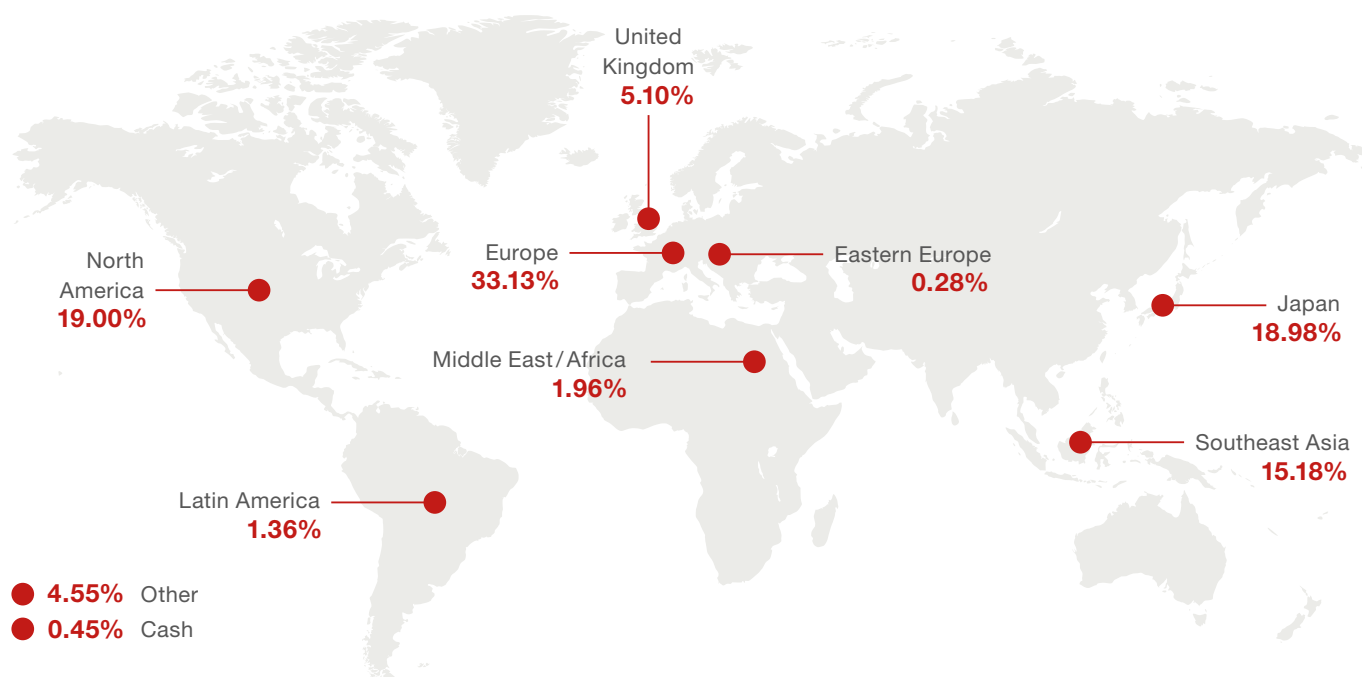 United
Kingdom
5.10%
Europe
33.13%
Eastern Europe
0.28%
North
America
19.00%
Japan
18.98%
Middle East/Africa
1.96%
Southeast Asia
15.18%
Latin America
1.36%
4.55% Other
0.45% Cash